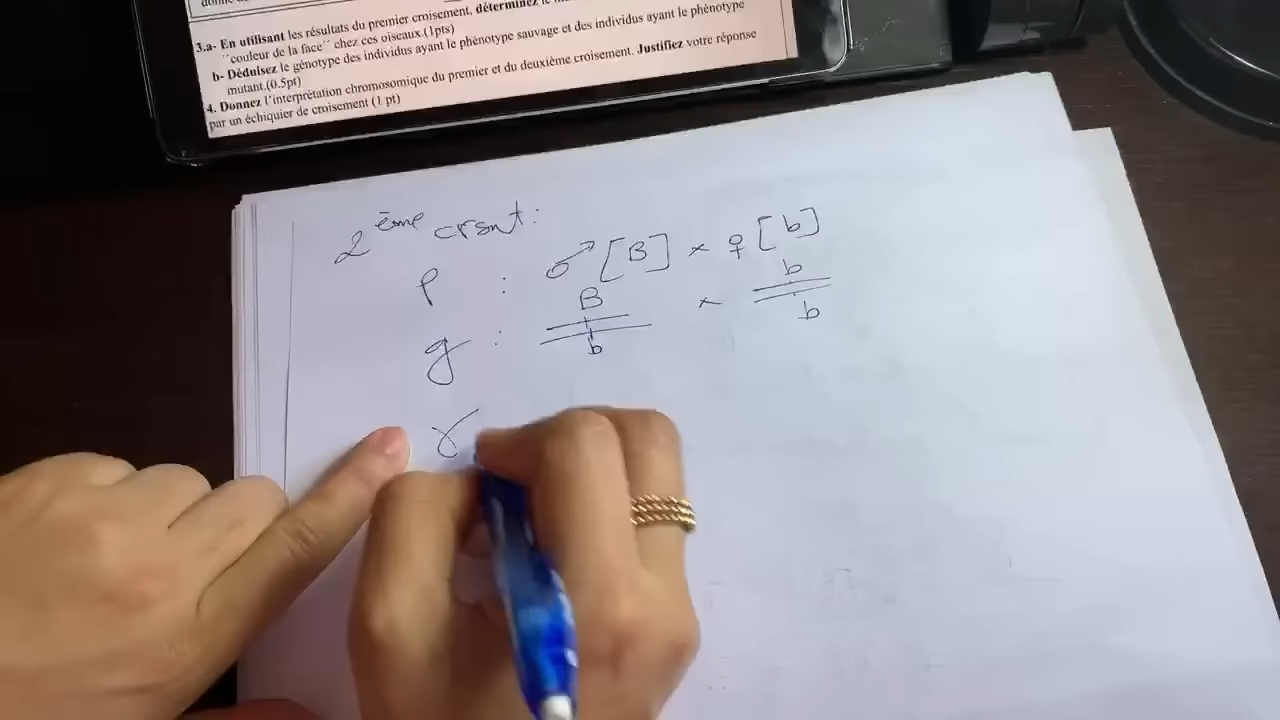 3.a- En utilisant les résultats du premier croisement, déterminez le
"couleur de la face" chez ces oiseaux (1pts)
b- Déduisez le génotype des individus ayant le phénotype sauvage et des individus ayant le phénotype
mutant.(0.5pt)
4. Donnez l'interprétation chromosomique du premier et du deuxième croisement. Justifiez votre réponse
par un échiquier de croisement (1 pt)
2ème crsnt :
P : ♂ [B] × ♀ [b]
B × b
g :
b b
γ